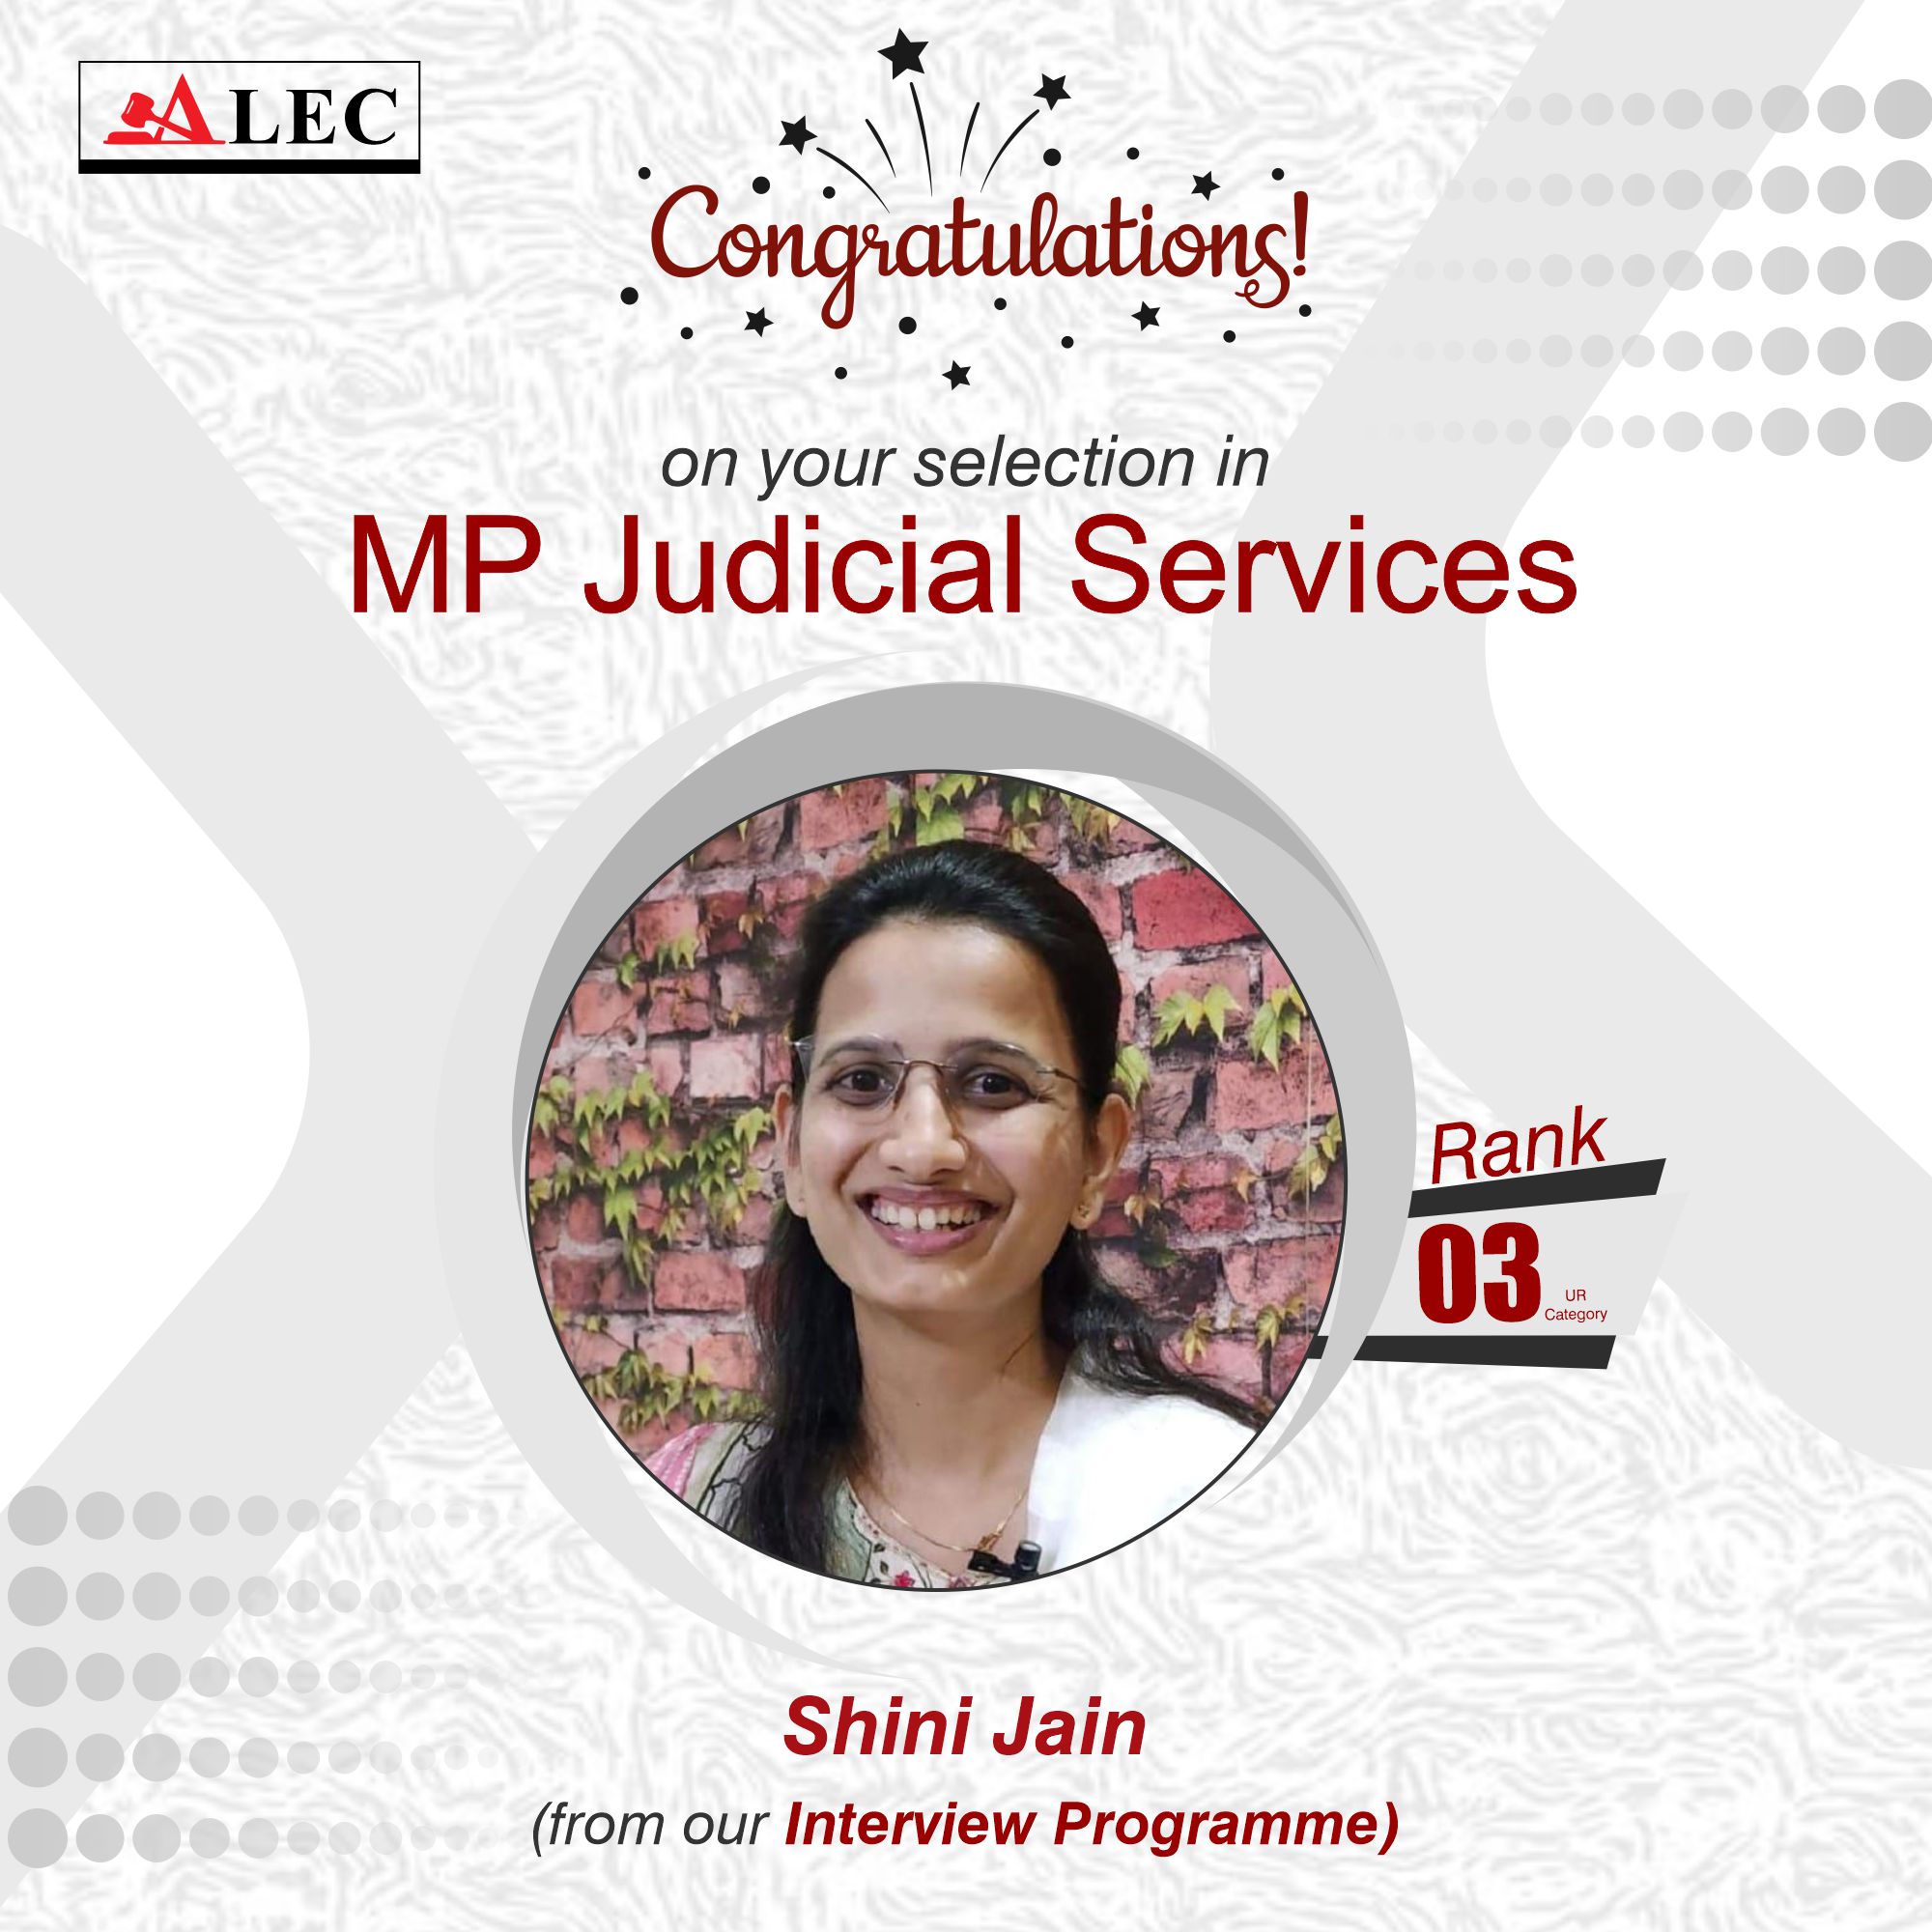 ALEC
Congratulations!
on your selection in
MP Judicial Services
Rank
03
UR
Category
Shini Jain
(from our Interview Programme)